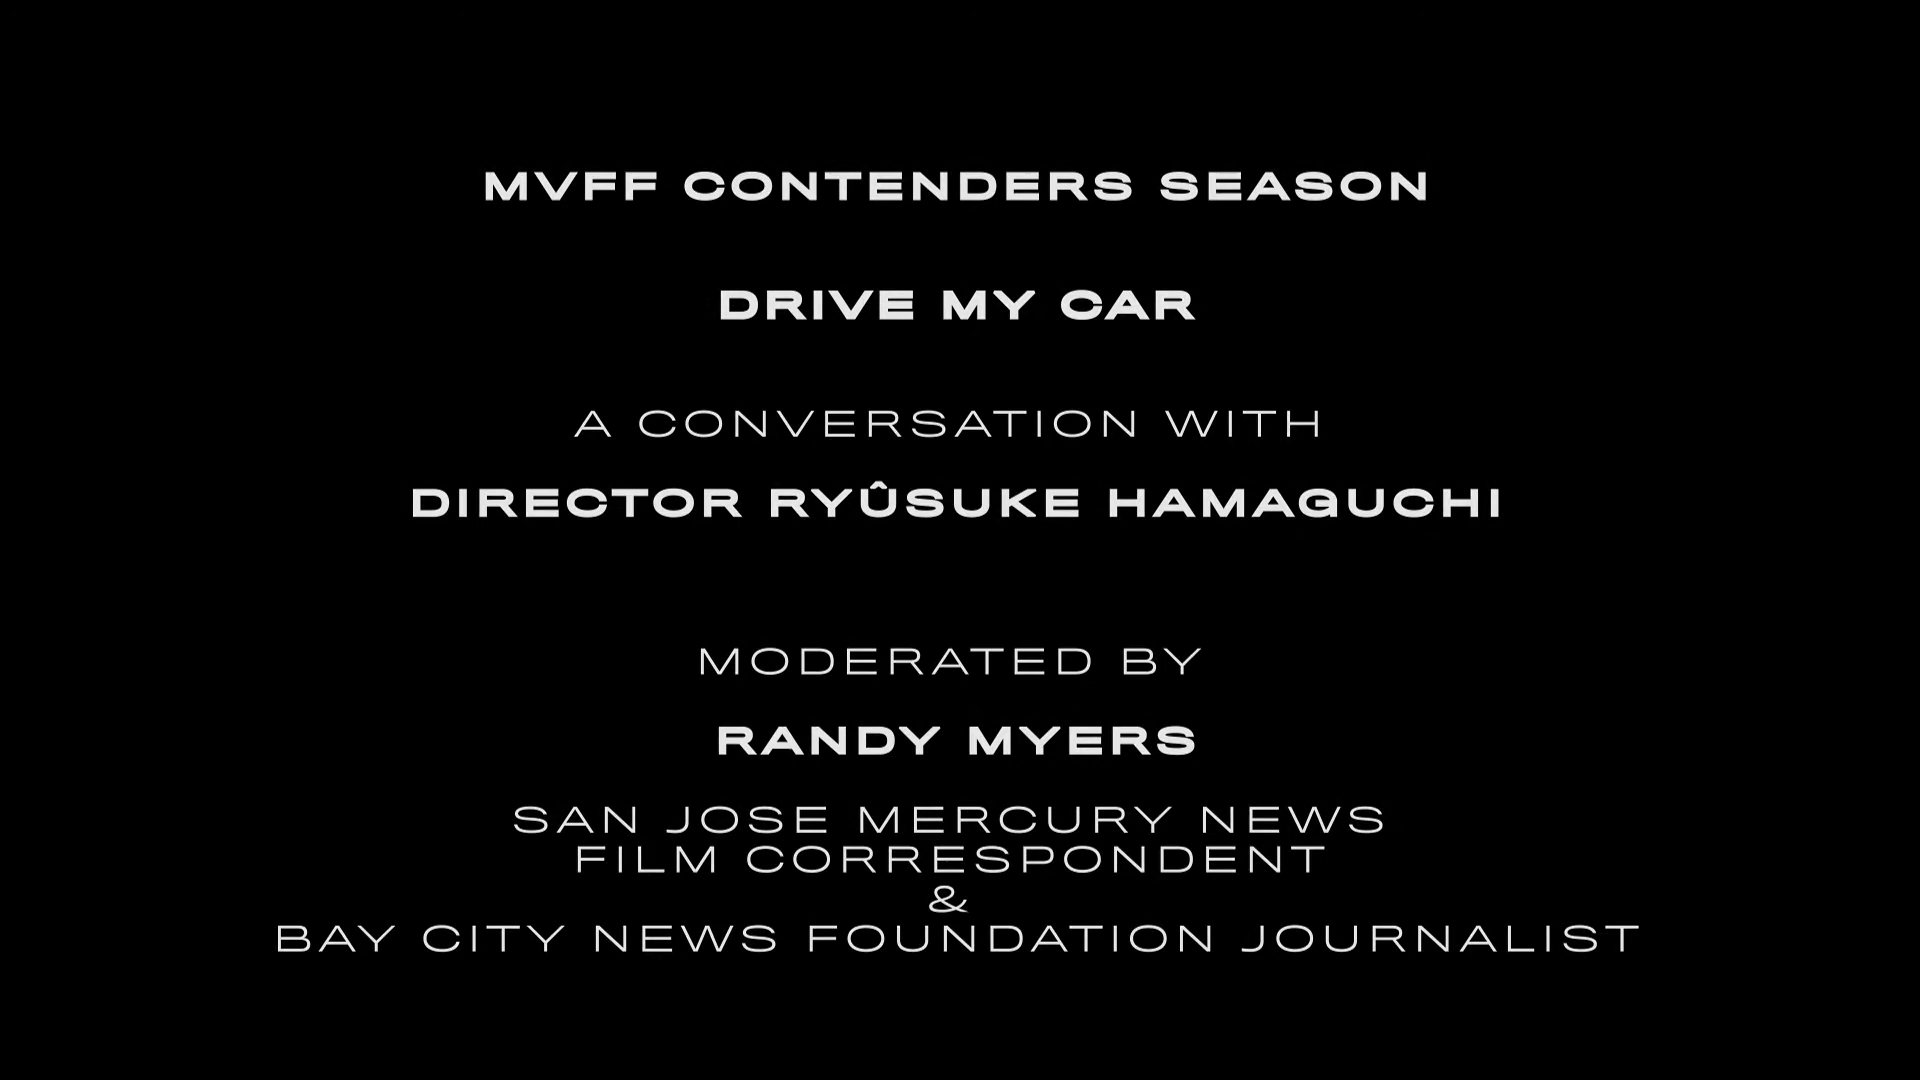 MVFF CONTENDERS SEASON
DRIVE MY CAR
A CONVERSATION WITH
DIRECTOR RYÛSUKE HAMAGUCHI
MODERATED BY
RANDY MYERS
SAN JOSE MERCURY NEWS
FILM CORRESPONDENT
&
BAY CITY NEWS FOUNDATION JOURNALIST